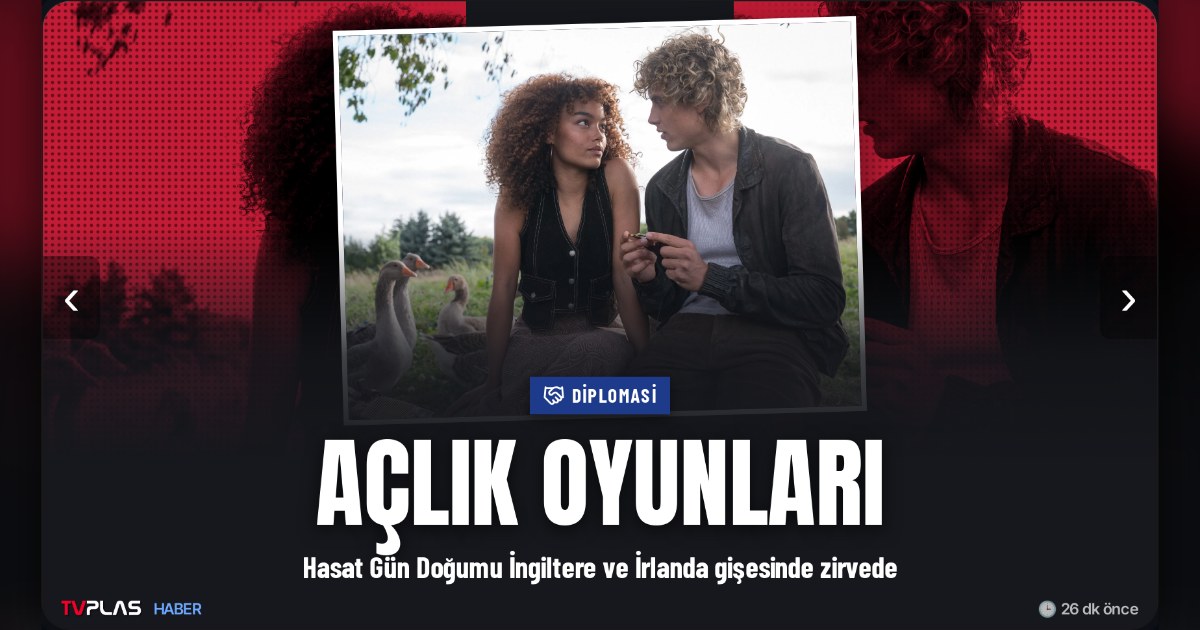 DİPLOMASİ
AÇLIK OYUNLARI
Hasat Gün Doğumu İngiltere ve İrlanda gişesinde zirvede
TVPLAS HABER
26 dk önce